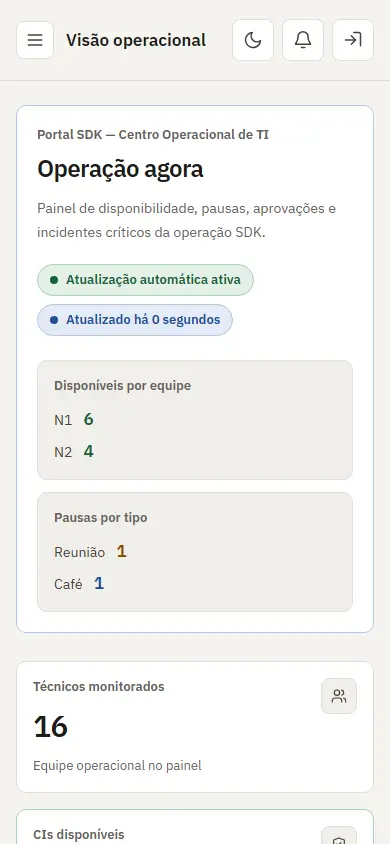 Visão operacional
Portal SDK — Centro Operacional de TI
Operação agora
Painel de disponibilidade, pausas, aprovações e
incidentes críticos da operação SDK.
Atualização automática ativa
Atualizado há 0 segundos
Disponíveis por equipe
N1 6
N2 4
Pausas por tipo
Reunião 1
Café 1
Técnicos monitorados
16
Equipe operacional no painel
CIs disponíveis